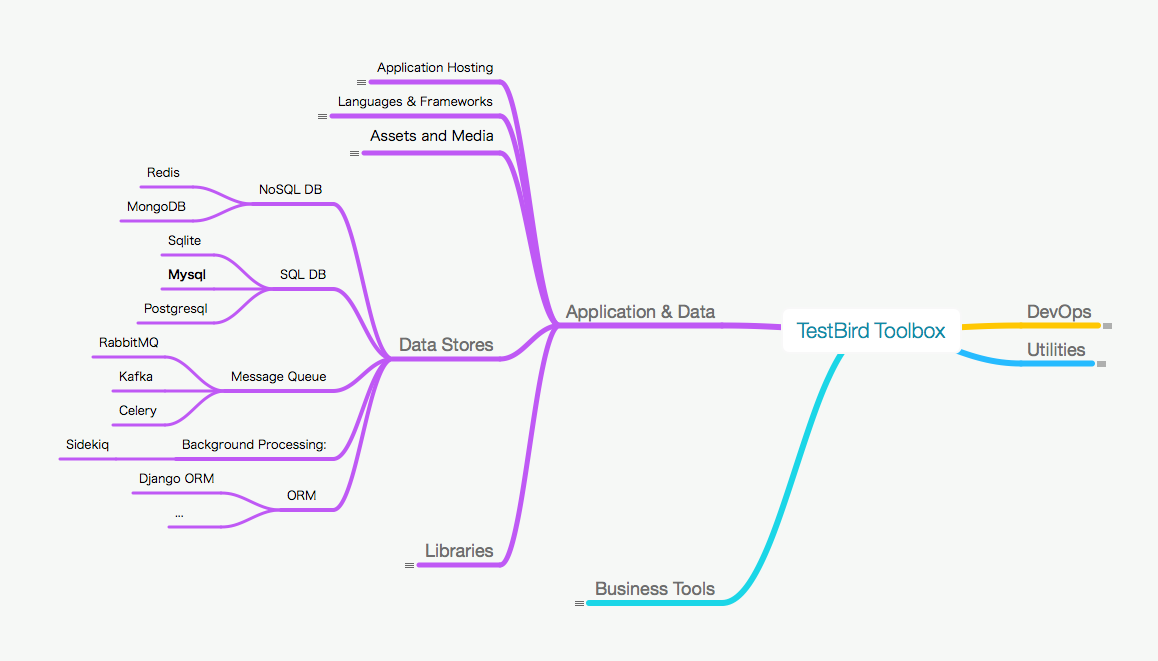 Application Hosting
Languages & Frameworks
Assets and Media
Redis
NoSQL DB
MongoDB
Sqlite
Mysql
SQL DB
Postgresql
RabbitMQ
Kafka
Message Queue
Celery
Sidekiq
Background Processing:
Django ORM
ORM
...
Data Stores
Libraries
Application & Data
Business Tools
TestBird Toolbox
DevOps
Utilities